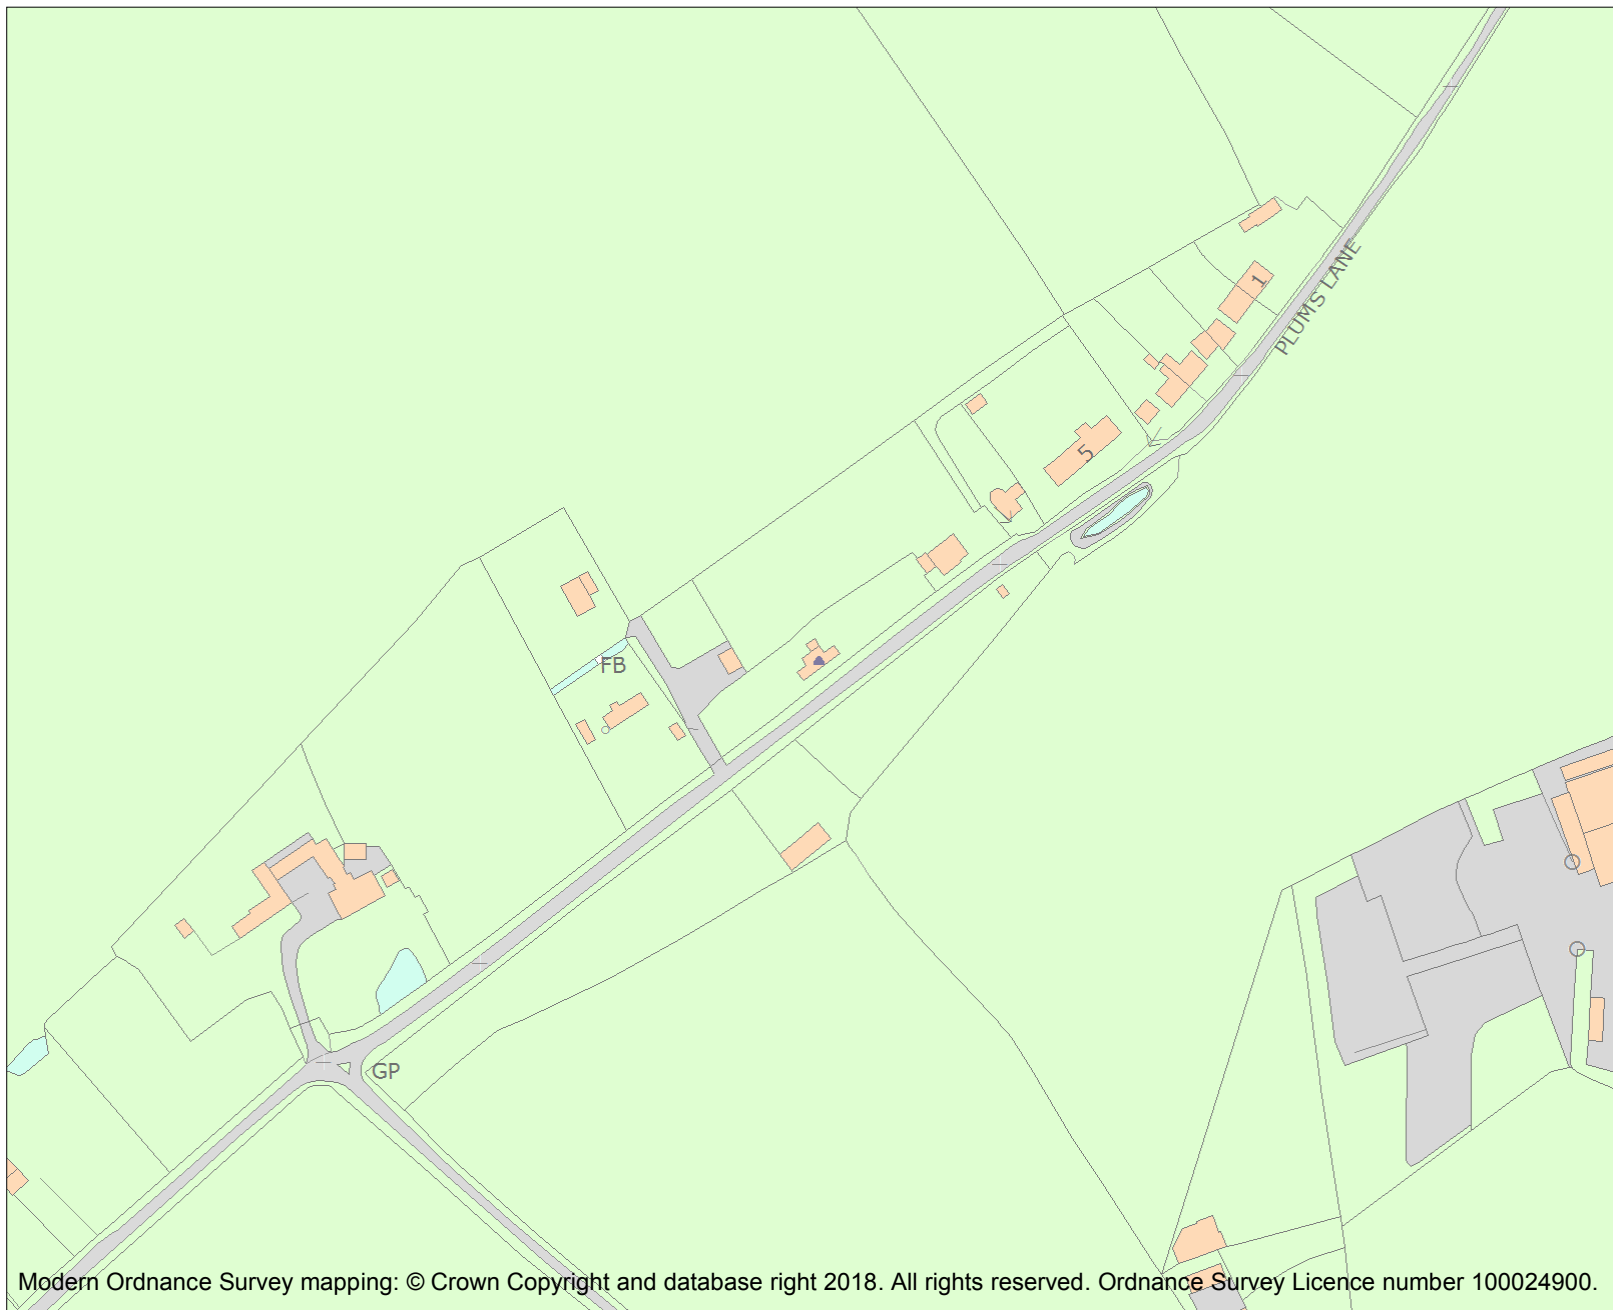 PLUMS LANE
1
5
FB
GP
Modern Ordnance Survey mapping: © Crown Copyright and database right 2018. All rights reserved. Ordnance Survey Licence number 100024900.